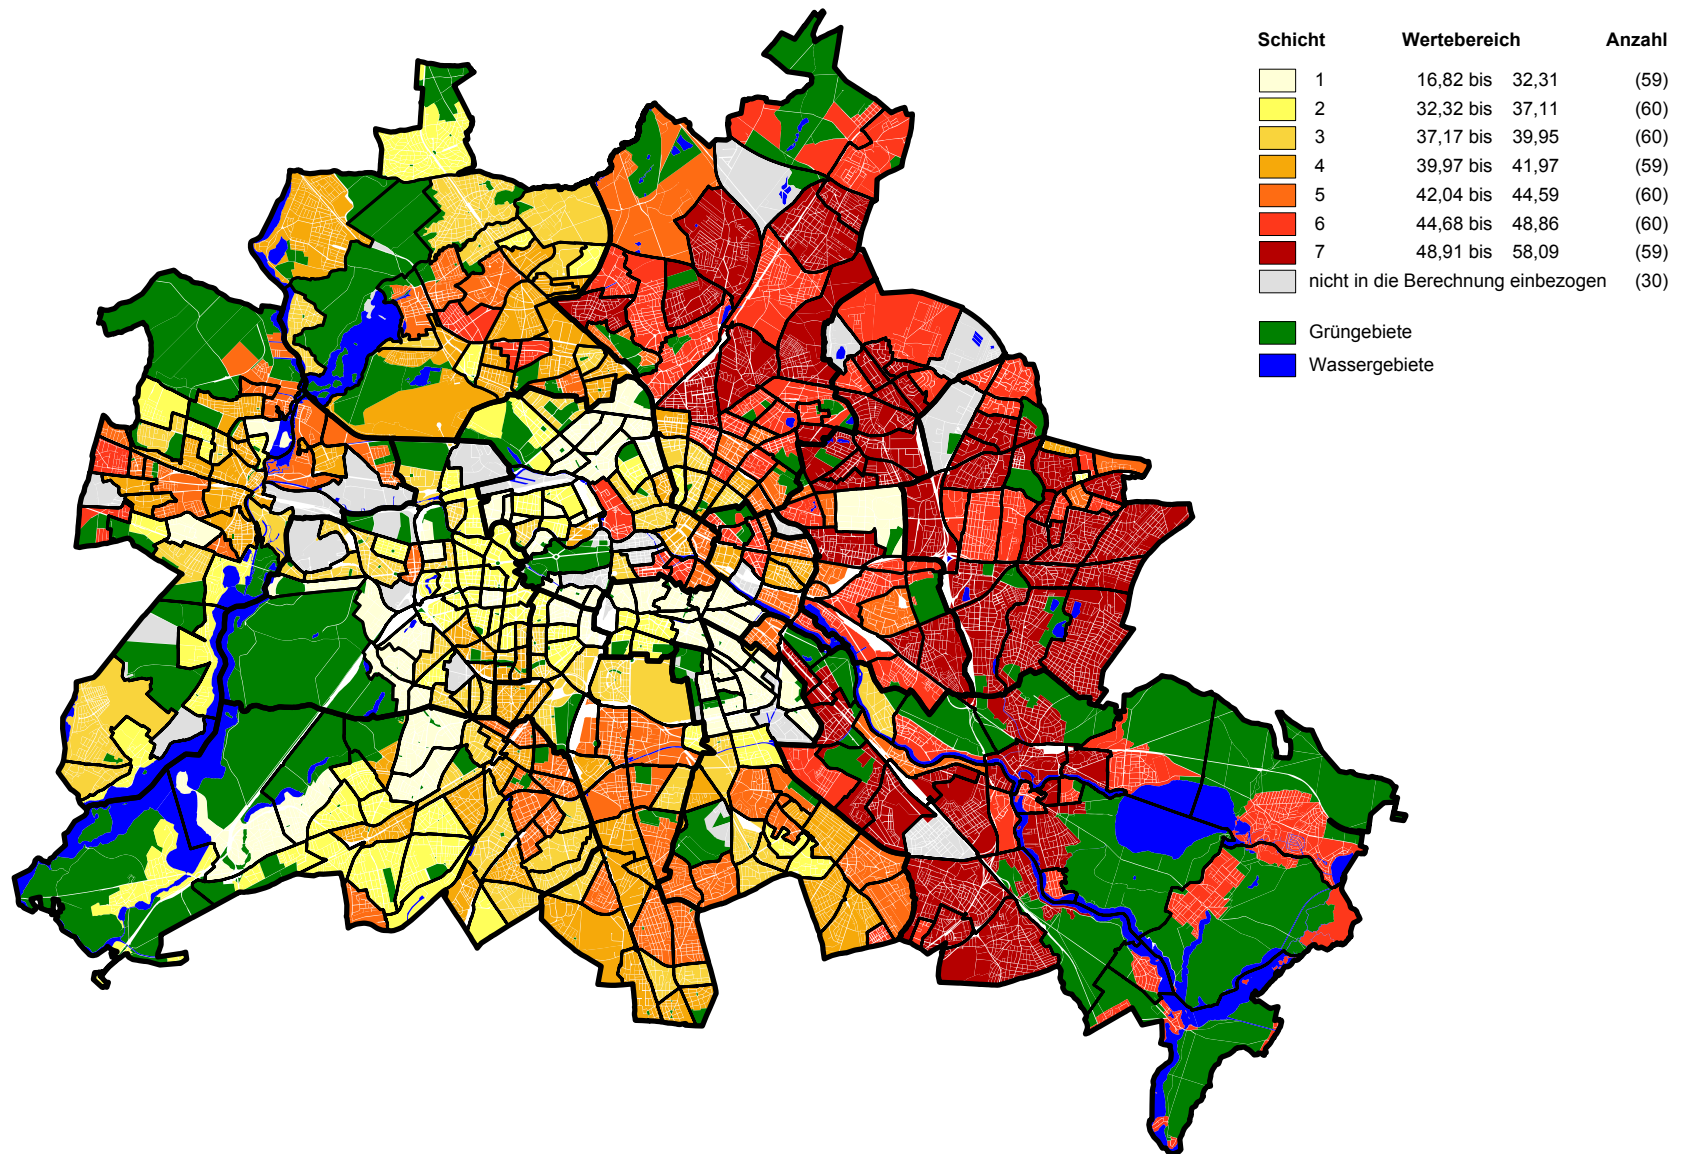 Schicht Wertebereich Anzahl
1 16,82 bis 32,31 (59)
2 32,32 bis 37,11 (60)
3 37,17 bis 39,95 (60)
4 39,97 bis 41,97 (59)
5 42,04 bis 44,59 (60)
6 44,68 bis 48,86 (60)
7 48,91 bis 58,09 (59)
nicht in die Berechnung einbezogen (30)
Grüngebiete
Wassergebiete